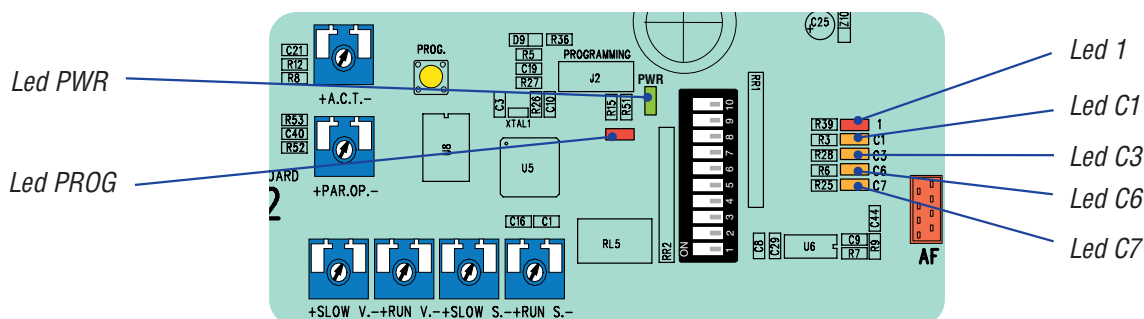 C25
Z10
D9
R36
R5
C19
R27
PROGRAMMING
J2
PWR
C21
R12
R8
+A.C.T.-
PROG.
C3
XTAL1
R26
C10
R15
R51
RR1
10
9
8
7
6
5
4
3
2
1
ON
R39
1
R3
C1
R28
C3
R6
C6
R25
C7
Led 1
Led C1
Led C3
Led C6
Led C7
Led PWR
Led PROG
R53
C40
R52
+PAR.OP.-
U8
U5
C16
C1
RL5
RR2
C8
C29
U6
C9
R7
R9
C44
AF
+SLOW V.-+RUN V.-+SLOW S.-+RUN S.-